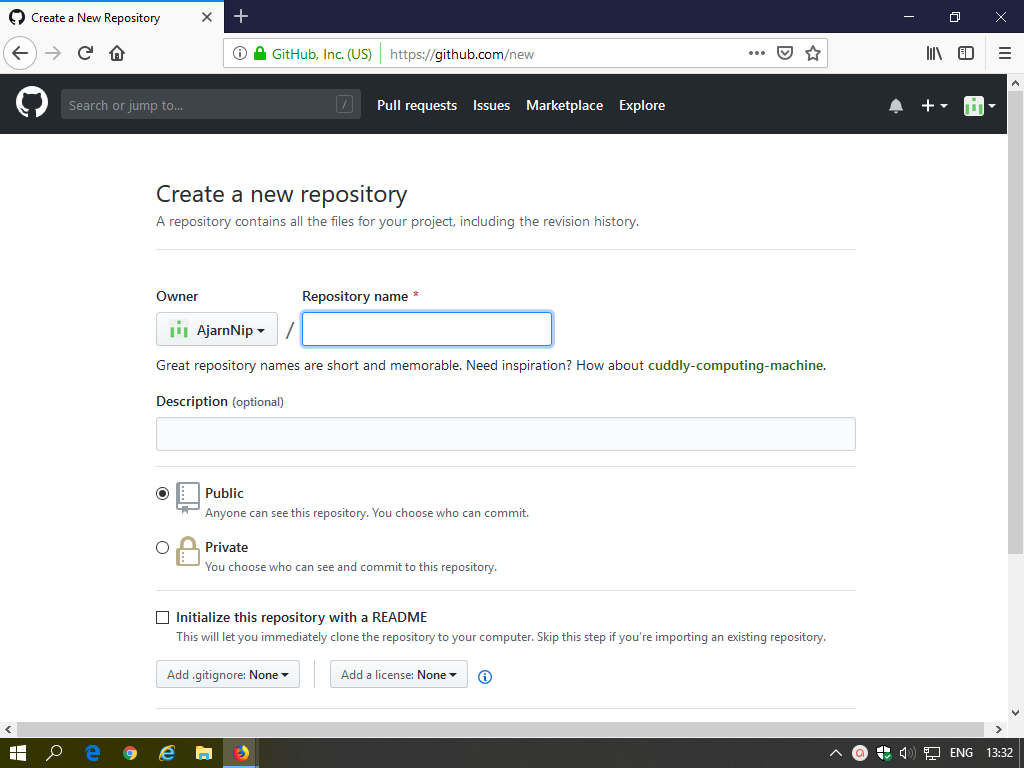 Create a New Repository
GitHub, Inc. (US) https://github.com/new
Search or jump to... / Pull requests Issues Marketplace Explore
Create a new repository
A repository contains all the files for your project, including the revision history.
Owner Repository name *
AjarnNip /
Great repository names are short and memorable. Need inspiration? How about cuddly-computing-machine.
Description (optional)
Public
Anyone can see this repository. You choose who can commit.
Private
You choose who can see and commit to this repository.
Initialize this repository with a README
This will let you immediately clone the repository to your computer. Skip this step if you're importing an existing repository.
Add .gitignore: None Add a license: None
ENG 13:32